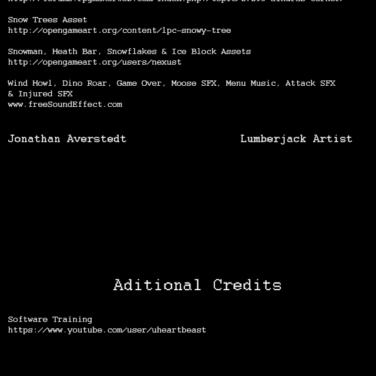 Snow Trees Asset
http://opengameart.org/content/lpc-snowy-tree
Snowman, Heath Bar, Snowflakes & Ice Block Assets
http://opengameart.org/users/nexust
Wind Howl, Dino Roar, Game Over, Moose SFX, Menu Music, Attack SFX
& Injured SFX
www.freeSoundEffect.com
Jonathan Averstedt Lumberjack Artist
Aditional Credits
Software Training
https://www.youtube.com/user/uheartbeast